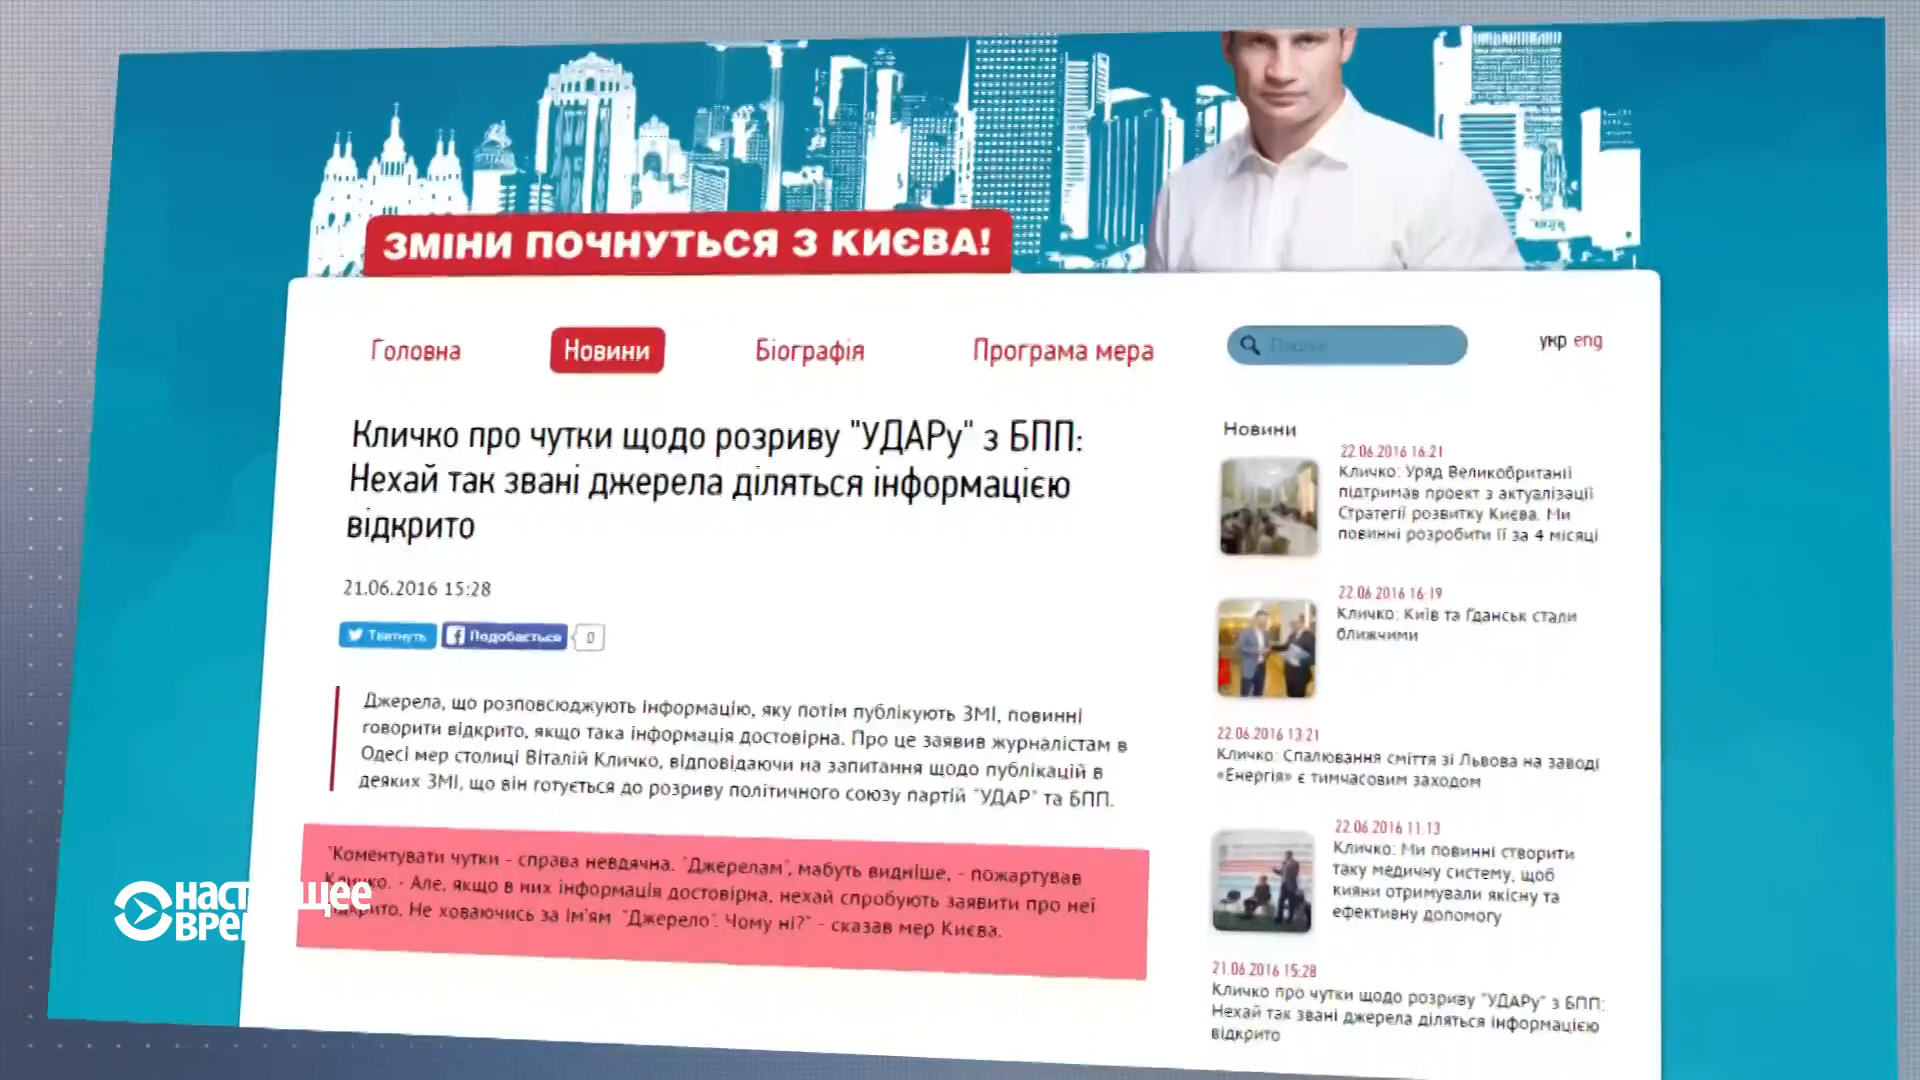 ЗМІНИ ПОЧНУТЬСЯ З КИЄВА!
Головна
Новини
Біографія
Програма мера
укр eng
Кличко про чутки щодо розриву "УДАРу" з БПП:
Нехай так звані джерела діляться інформацією
відкрито
21.06.2016 15:28
Твитнуть
Подобається
0
Джерела, що розповсюджують інформацію, яку потім публікують ЗМІ, повинні
говорити відкрито, якщо така інформація достовірна. Про це заявив журналістам в
Одесі мер столиці Віталій Кличко, відповідаючи на запитання щодо публікацій в
деяких ЗМІ, що він готується до розриву політичного союзу партій "УДАР" та БПП.
"Коментувати чутки - справа невдячна. "Джерелам", мабуть видніше, - пожартував
Кличко. - Але, якщо в них інформація достовірна, нехай спробують заявити про неї
відкрито. Не ховаючись за ім'ям "Джерело". Чому ні?" - сказав мер Києва.
Новини
22.06.2016 16:21
Кличко: Уряд Великобританії
підтримав проект з актуалізації
Стратегії розвитку Києва. Ми
повинні розробити її за 4 місяці
22.06.2016 16:19
Кличко: Київ та Гданськ стали
ближчими
22.06.2016 13:21
Кличко: Спалювання сміття зі Львова на заводі
«Енергія» є тимчасовим заходом
22.06.2016 11:13
Кличко: Ми повинні створити
таку медичну систему, щоб
кияни отримували якісну та
ефективну допомогу
21.06.2016 15:28
Кличко про чутки щодо розриву "УДАРу" з БПП:
Нехай так звані джерела діляться інформацією
відкрито
НАСТОЯЩЕЕ
ВРЕМЯ